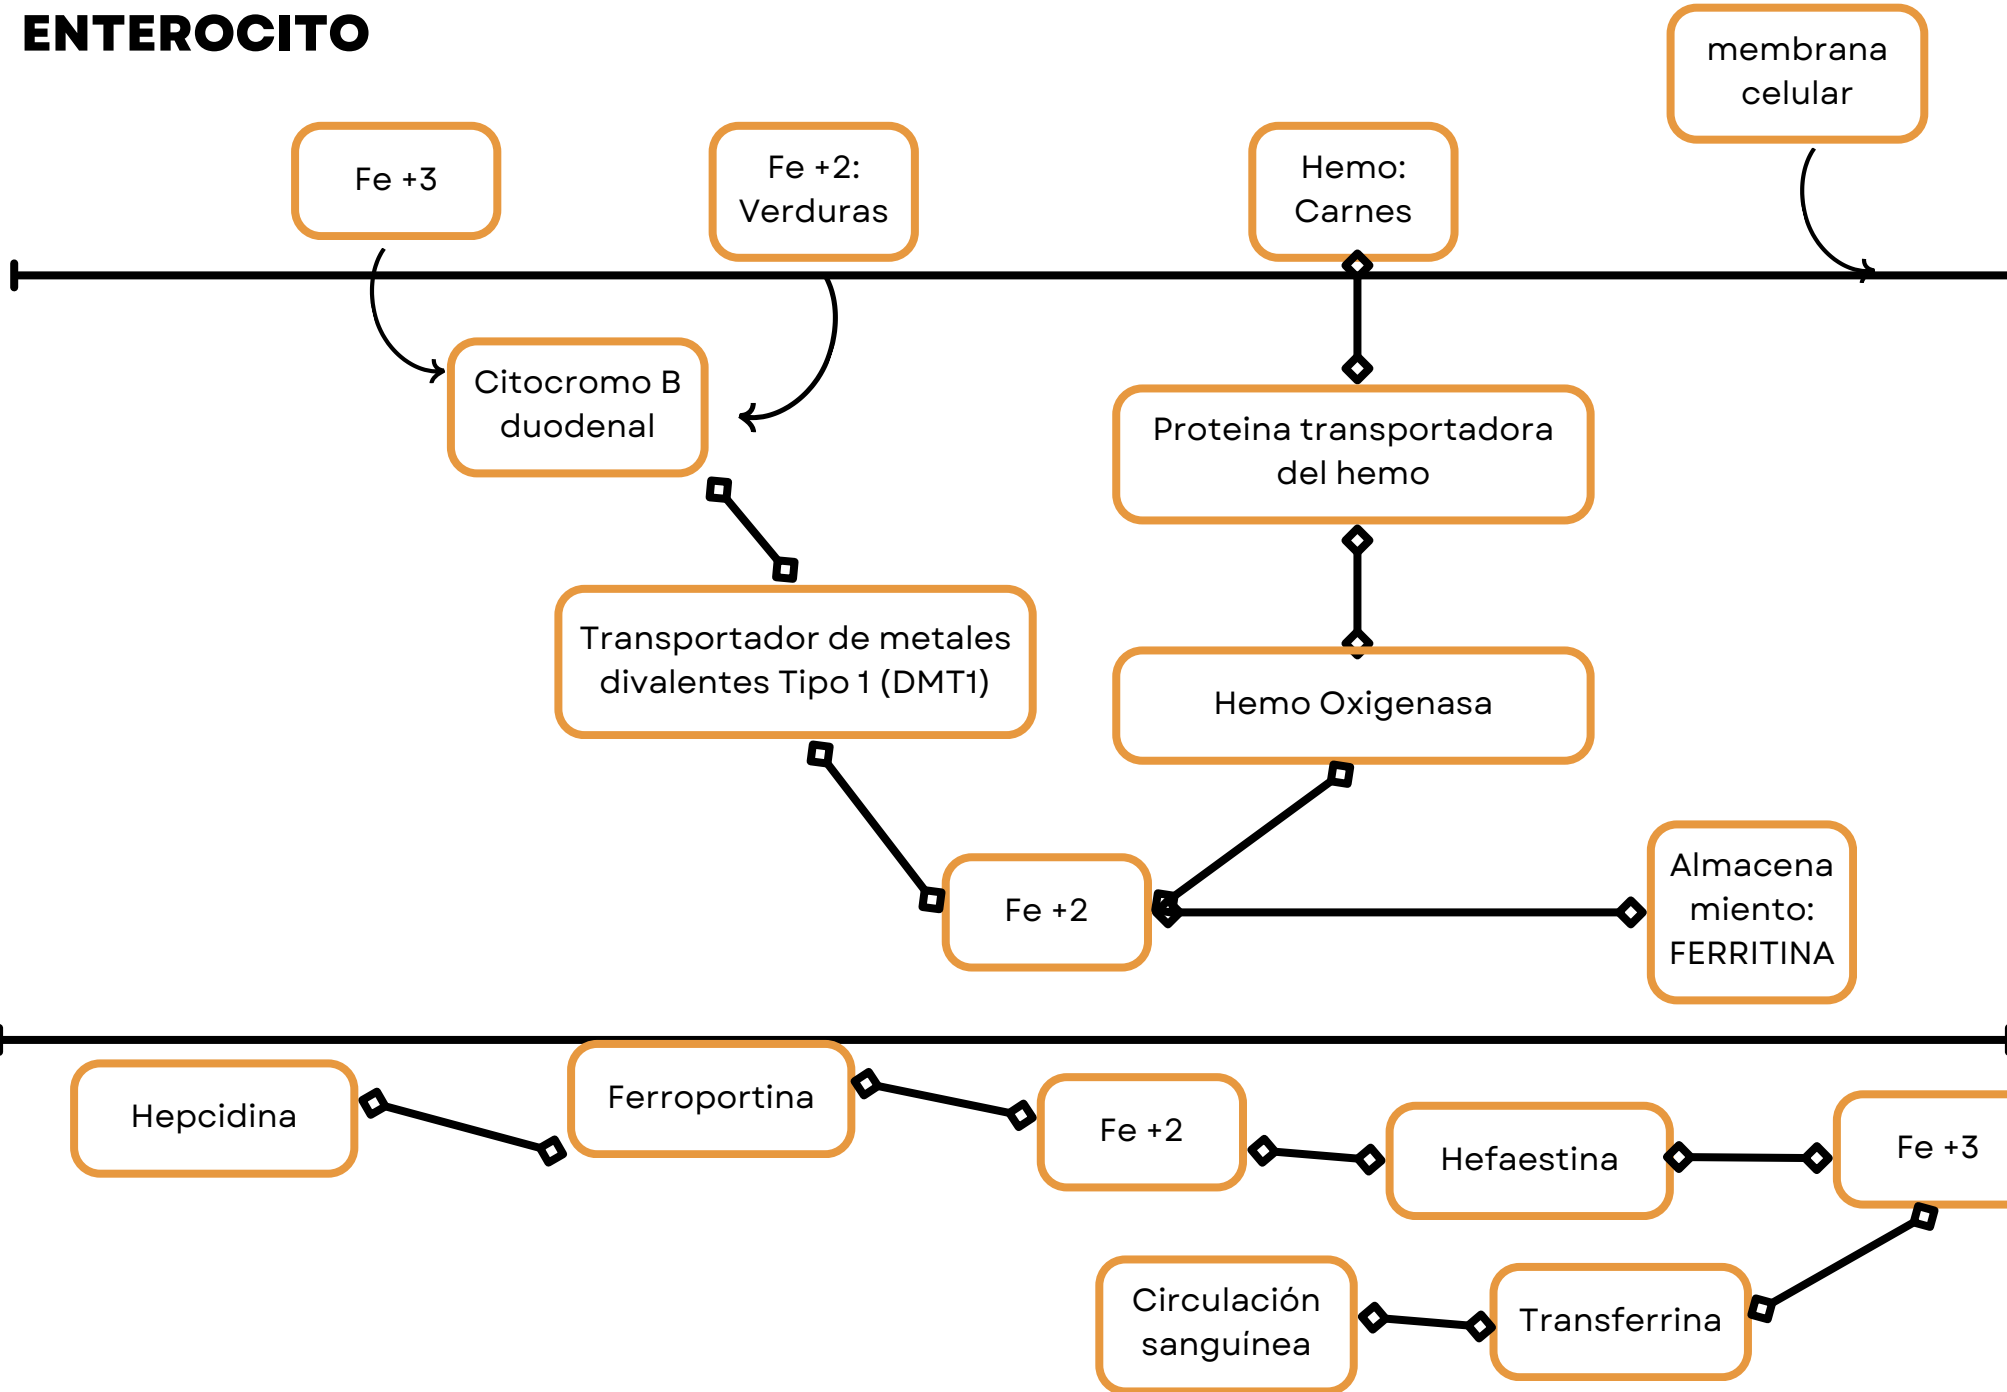 ENTEROCITO
membrana
celular
Fe +3
Fe +2:
Verduras
Hemo:
Carnes
Citocromo B
duodenal
Proteina transportadora
del hemo
Transportador de metales
divalentes Tipo 1 (DMT1)
Hemo Oxigenasa
Fe +2
Almacena
miento:
FERRITINA
Hepcidina
Ferroportina
Fe +2
Hefaestina
Fe +3
Circulación
sanguínea
Transferrina